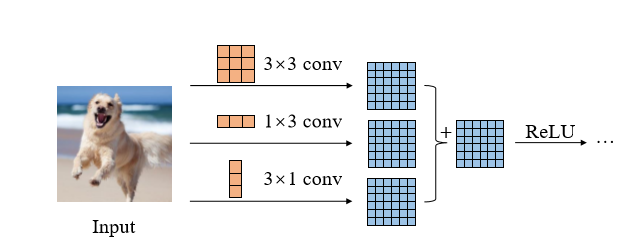 3×3 conv
1×3 conv
3×1 conv
Input
+
ReLU
...